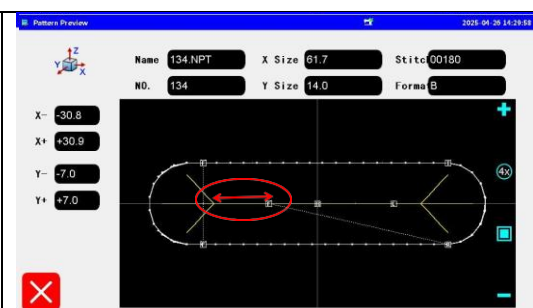 Pattern Preview
2025-04-26 14:29:58
Z
Y
X
Name 134.NPT X Size 61.7 Stitc 00180
NO. 134 Y Size 14.0 Forma B
X- -30.8
X+ +30.9
Y- -7.0
Y+ +7.0
4x